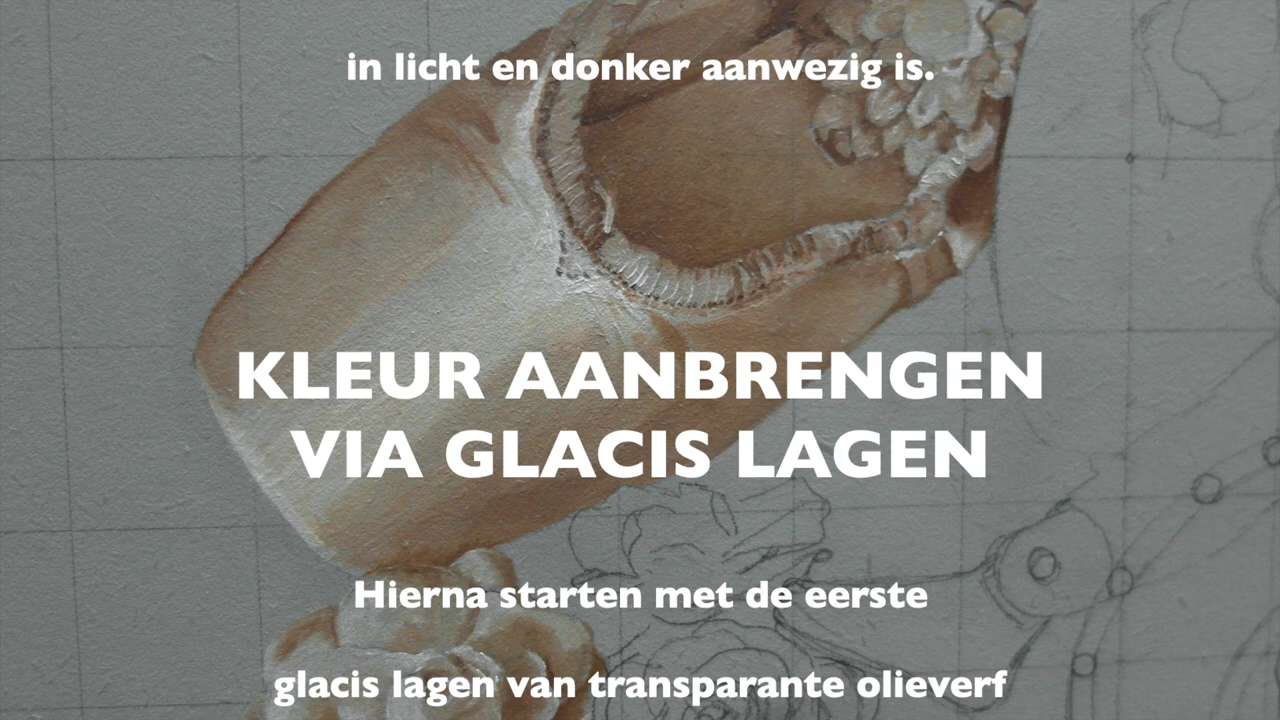 in licht en donker aanwezig is.
KLEUR AANBRENGEN
VIA GLACIS LAGEN
Hierna starten met de eerste
glacis lagen van transparante olieverf